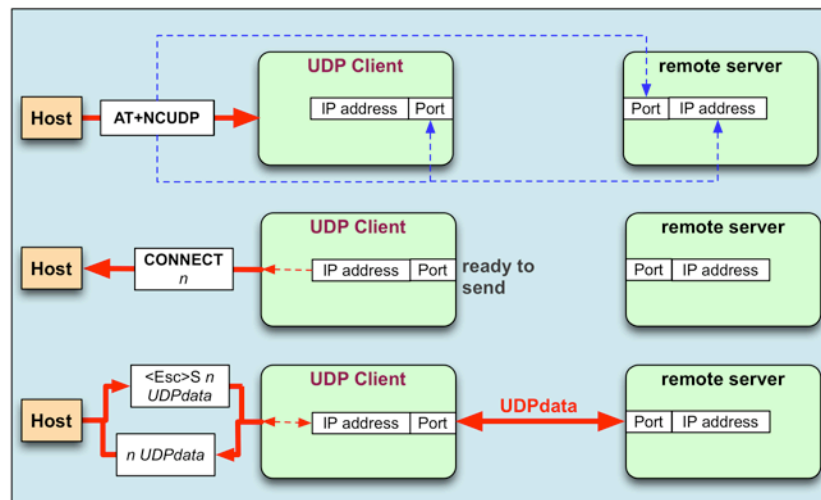 UDP Client
remote server
Host
AT+NCUDP
IP address
Port
Port
IP address
UDP Client
remote server
Host
CONNECT
n
IP address
Port
ready to
send
Port
IP address
UDP Client
remote server
Host
<Esc>S n
UDPdata
n UDPdata
IP address
Port
UDPdata
Port
IP address